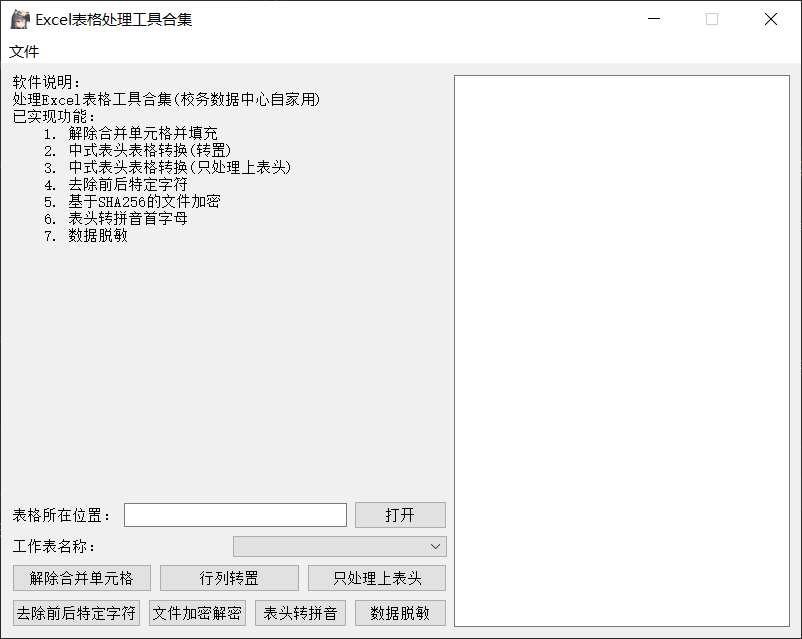 Excel表格处理工具合集
文件
软件说明:
处理Excel表格工具合集(校务数据中心自家用)
已实现功能:
1. 解除合并单元格并填充
2. 中式表头表格转换(转置)
3. 中式表头表格转换(只处理上表头)
4. 去除前后特定字符
5. 基于SHA256的文件加密
6. 表头转拼音首字母
7. 数据脱敏
表格所在位置: 打开
工作表名称:
解除合并单元格 行列转置 只处理上表头
去除前后特定字符 文件加密解密 表头转拼音 数据脱敏